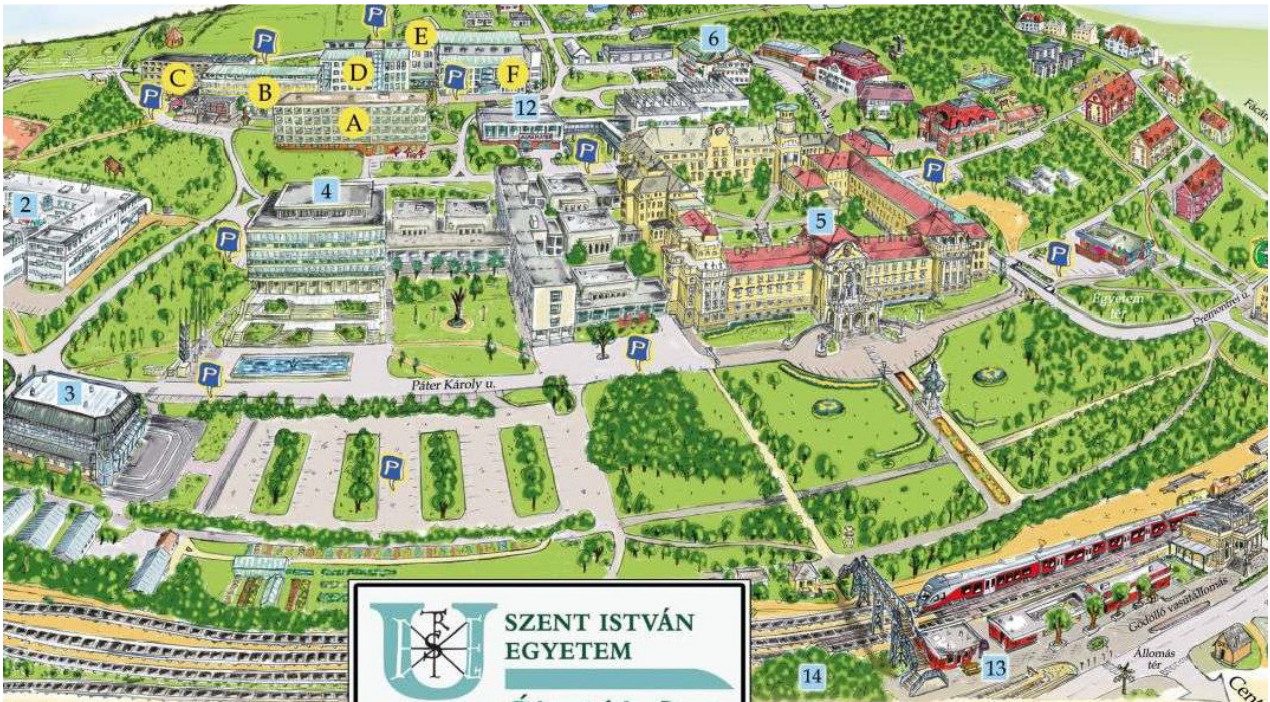 P
P
E
6
C
D
P
F
B
P
12
A
P
P
2
4
5
P
P
Egyetem
tér
Premontrei u.
P
3
P
Páter Károly u.
P
SZENT ISTVÁN
EGYETEM
Gödöllő vasútállomás
Állomás
tér
13
14